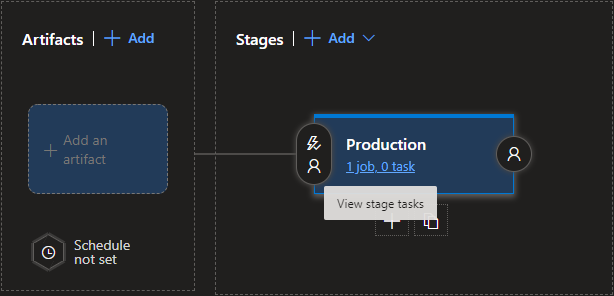 Artifacts | + Add
Stages | + Add
Add an
artifact
Production
1 job, 0 task
View stage tasks
Schedule
not set